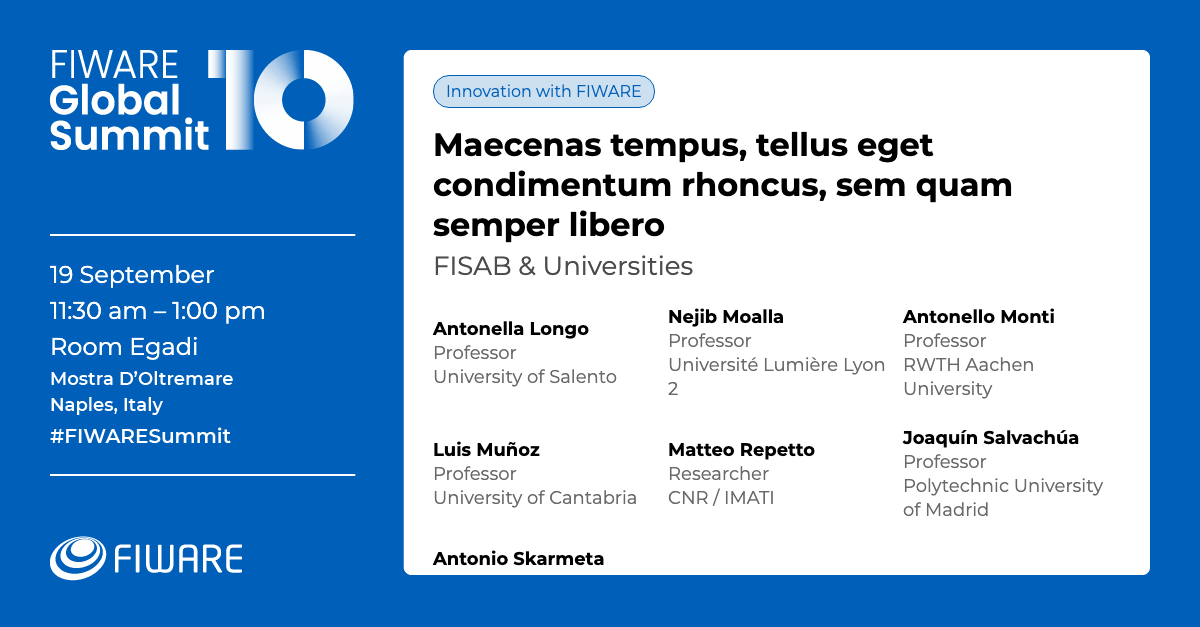 FIWARE
Global
Summit
10
19 September
11:30 am – 1:00 pm
Room Egadi
Mostra D’Oltremare
Naples, Italy
#FIWARESummit
FIWARE
Innovation with FIWARE
Maecenas tempus, tellus eget
condimentum rhoncus, sem quam
semper libero
FISAB & Universities
Antonella Longo
Professor
University of Salento
Nejib Moalla
Professor
Université Lumière Lyon
2
Antonello Monti
Professor
RWTH Aachen
University
Luis Muñoz
Professor
University of Cantabria
Matteo Repetto
Researcher
CNR / IMATI
Joaquín Salvachúa
Professor
Polytechnic University
of Madrid
Antonio Skarmeta